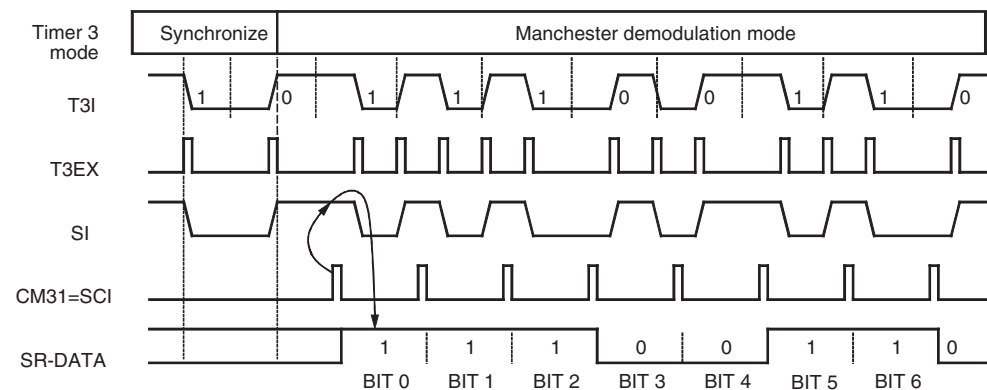 Timer 3 mode
Synchronize
Manchester demodulation mode
T3I
1 0 1 1 1 0 0 1 1 0
T3EX
SI
CM31=SCI
SR-DATA
1 1 1 0 0 1 1 0
BIT 0 BIT 1 BIT 2 BIT 3 BIT 4 BIT 5 BIT 6